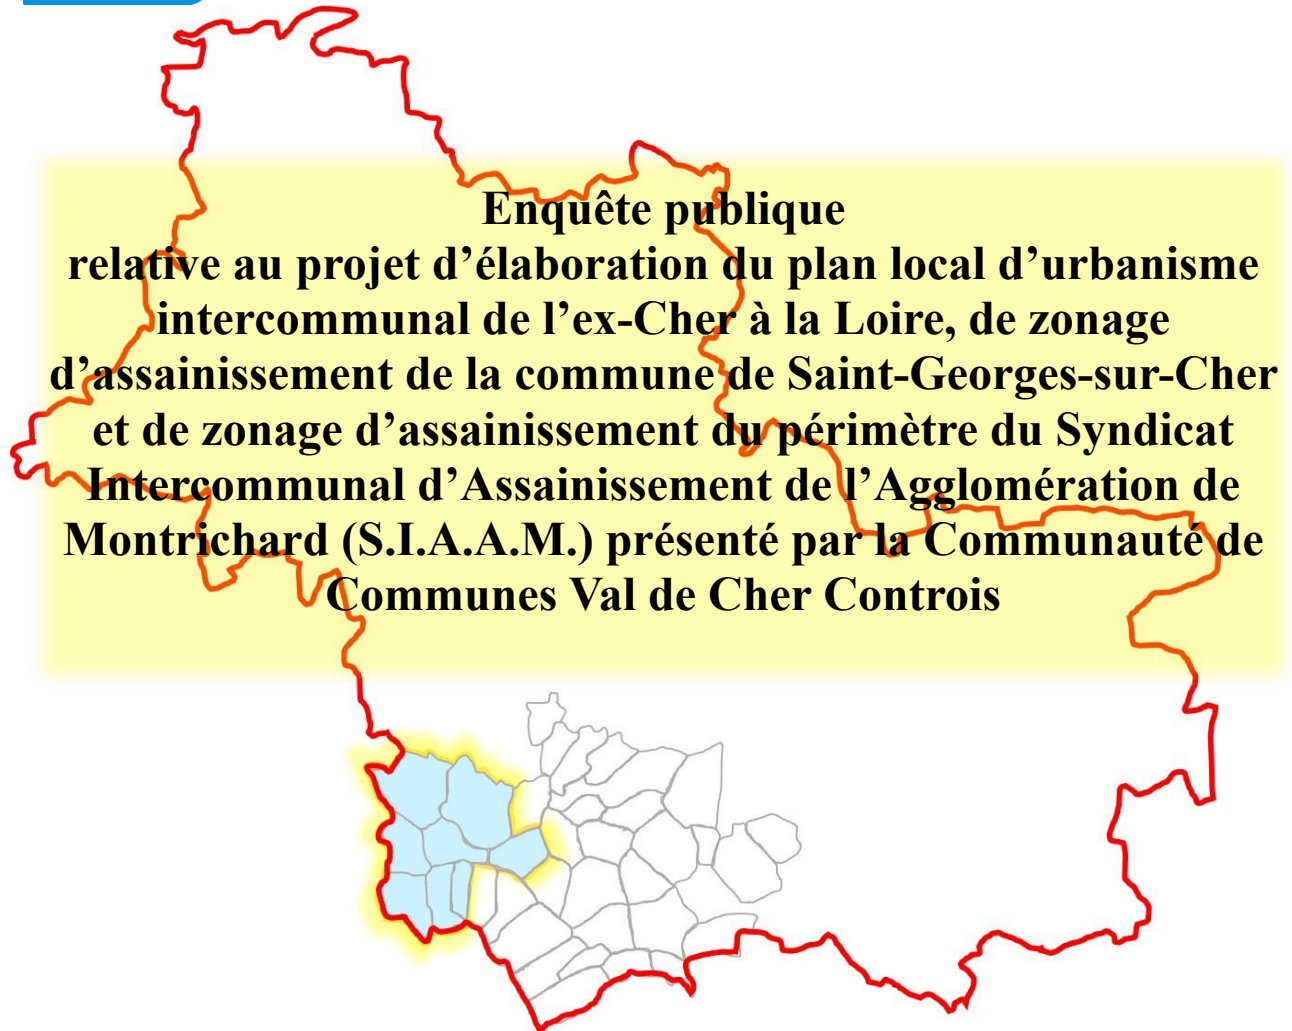 Enquête publique
relative au projet d’élaboration du plan local d’urbanisme
intercommunal de l’ex-Cher à la Loire, de zonage
d’assainissement de la commune de Saint-Georges-sur-Cher
et de zonage d’assainissement du périmètre du Syndicat
Intercommunal d’Assainissement de l’Agglomération de
Montrichard (S.I.A.A.M.) présenté par la Communauté de
Communes Val de Cher Controis